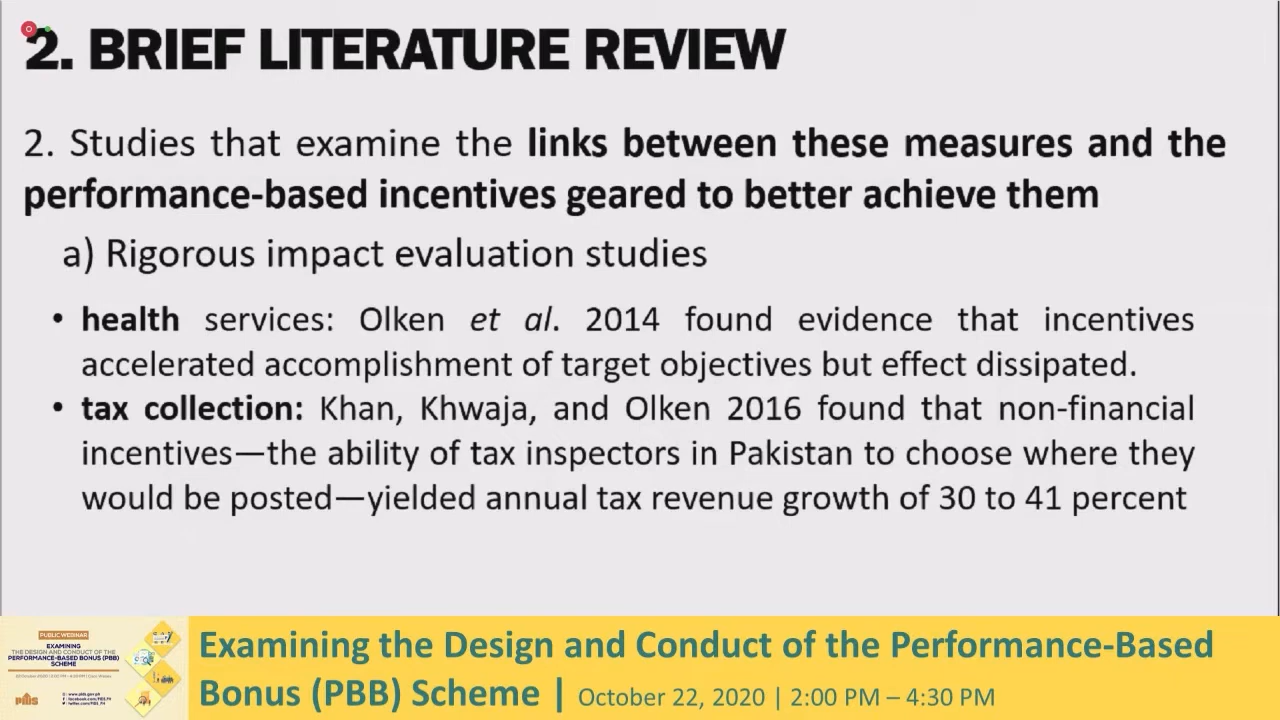 2. BRIEF LITERATURE REVIEW
2. Studies that examine the links between these measures and the
performance-based incentives geared to better achieve them
a) Rigorous impact evaluation studies
• health services: Olken et al. 2014 found evidence that incentives
accelerated accomplishment of target objectives but effect dissipated.
• tax collection: Khan, Khwaja, and Olken 2016 found that non-financial
incentives—the ability of tax inspectors in Pakistan to choose where they
would be posted—yielded annual tax revenue growth of 30 to 41 percent
PUBLIC WEBINAR
EXAMINING
THE DESIGN AND CONDUCT OF THE
PERFORMANCE-BASED BONUS (PBB)
SCHEME
www.pids.gov.ph
Examining the Design and Conduct of the Performance-Based
Bonus (PBB) Scheme | October 22, 2020 | 2:00 PM – 4:30 PM